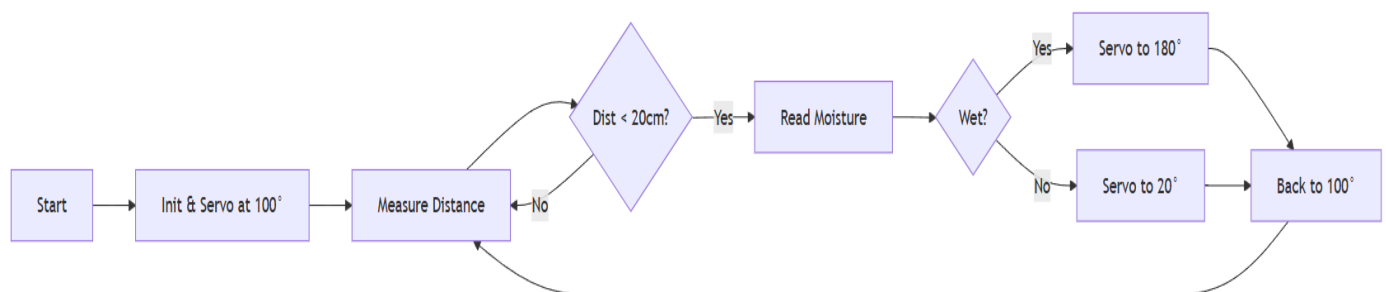 Start
Init & Servo at 100°
Measure Distance
Dist < 20cm?
No
Yes
Read Moisture
Wet?
Yes
Servo to 180°
No
Servo to 20°
Back to 100°